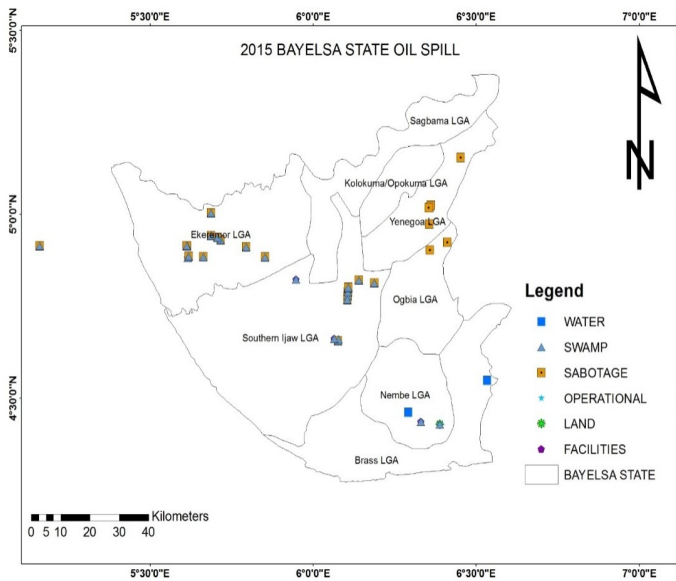 5°30'0"E 6°0'0"E 6°30'0"E 7°0'0"E
5°30'0"N
2015 BAYELSA STATE OIL SPILL
Sagbama LGA
N
Kolokuma/Opokuma LGA
5°0'0"N
Yenegoa LGA
Ekeremor LGA
Ogbia LGA
Legend
WATER
SWAMP
SABOTAGE
OPERATIONAL
LAND
FACILITIES
BAYELSA STATE
Southern Ijaw LGA
Nembe LGA
4°30'0"N
Brass LGA
Kilometers
0 5 10 20 30 40
5°30'0"E 6°0'0"E 6°30'0"E 7°0'0"E